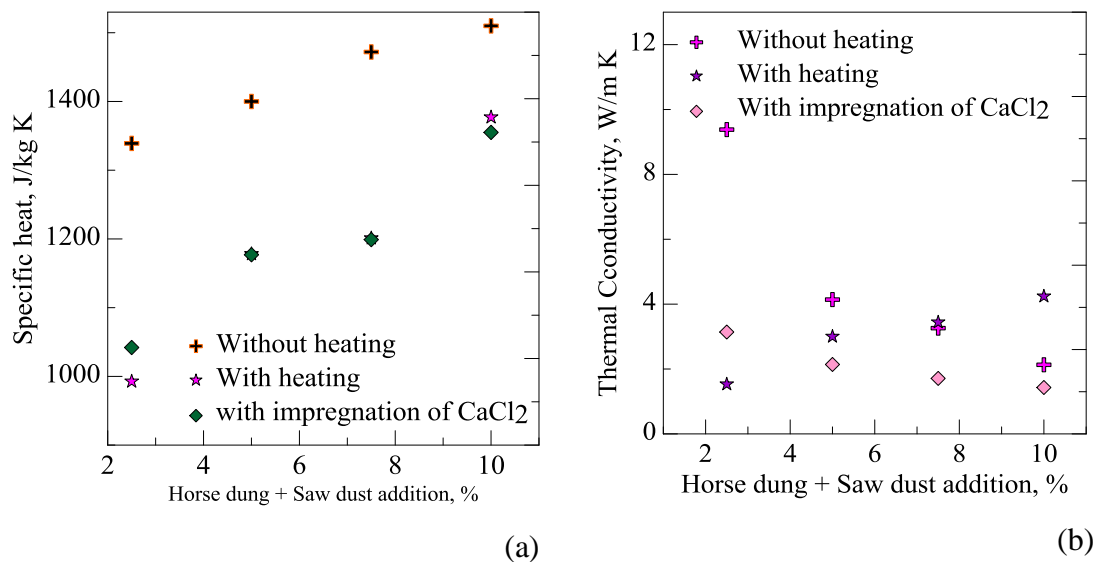 Specific heat, J/kg K
1400
1200
1000
Without heating
With heating
with impregnation of CaCl2
2
4
6
8
10
Horse dung + Saw dust addition, %
(a)
Thermal Cconductivity, W/m K
12
8
4
0
Without heating
With heating
With impregnation of CaCl2
2
4
6
8
10
Horse dung + Saw dust addition, %
(b)